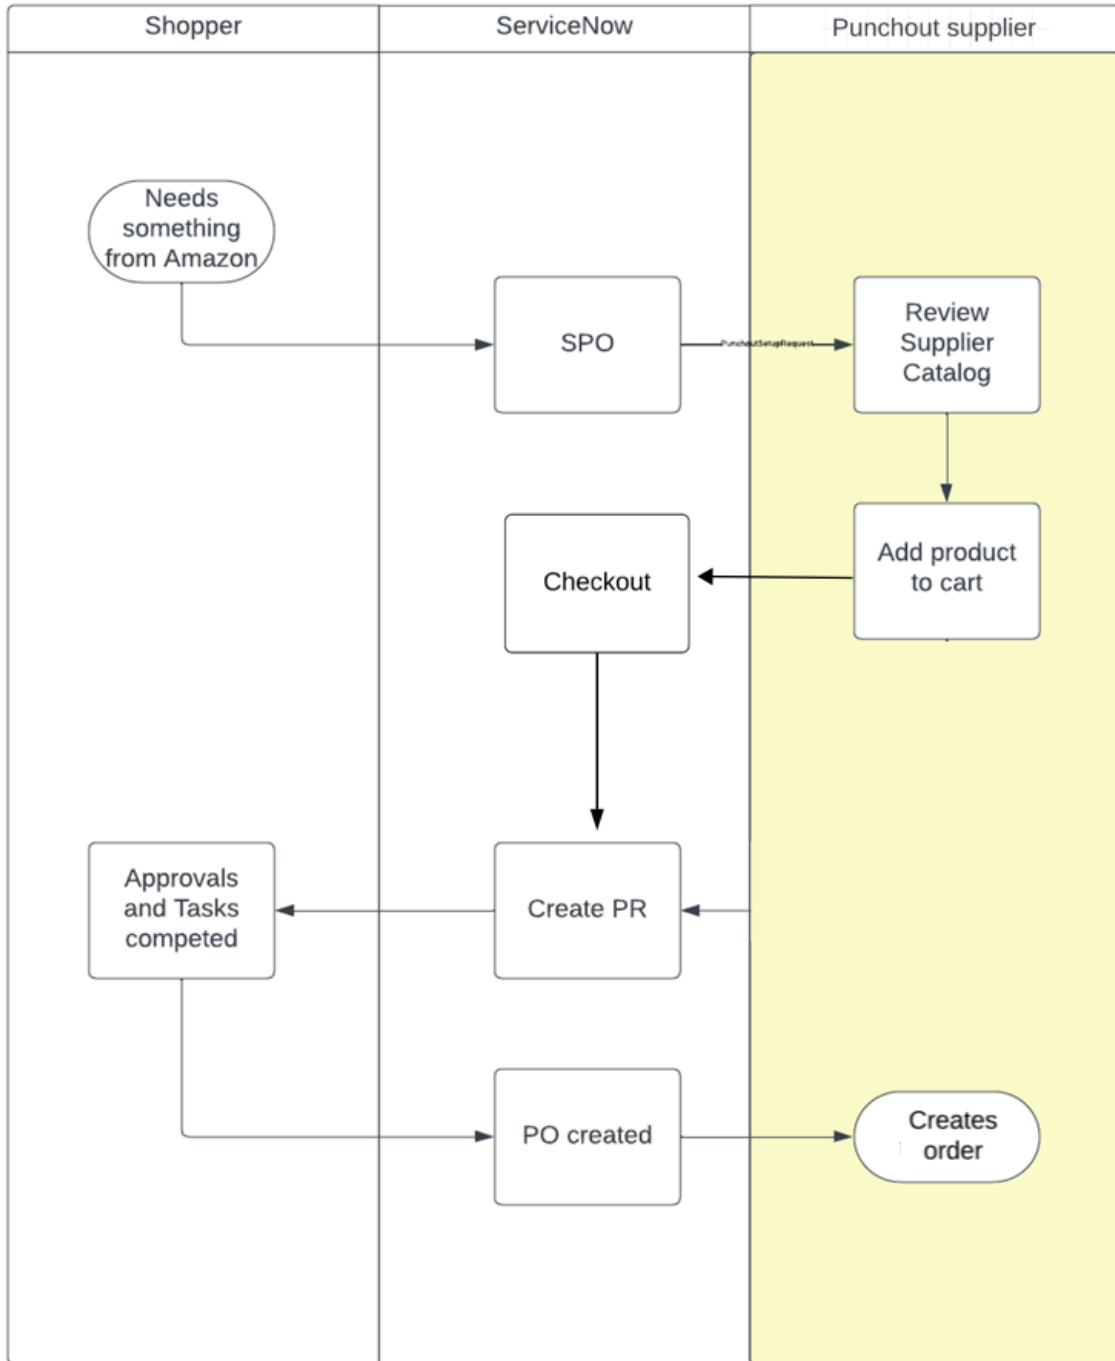 Shopper
ServiceNow
Punchout supplier
Needs
something
from Amazon
SPO
PunchoutSetupRequest
Review
Supplier
Catalog
Checkout
Add product
to cart
Approvals
and Tasks
competed
Create PR
PO created
Creates
order